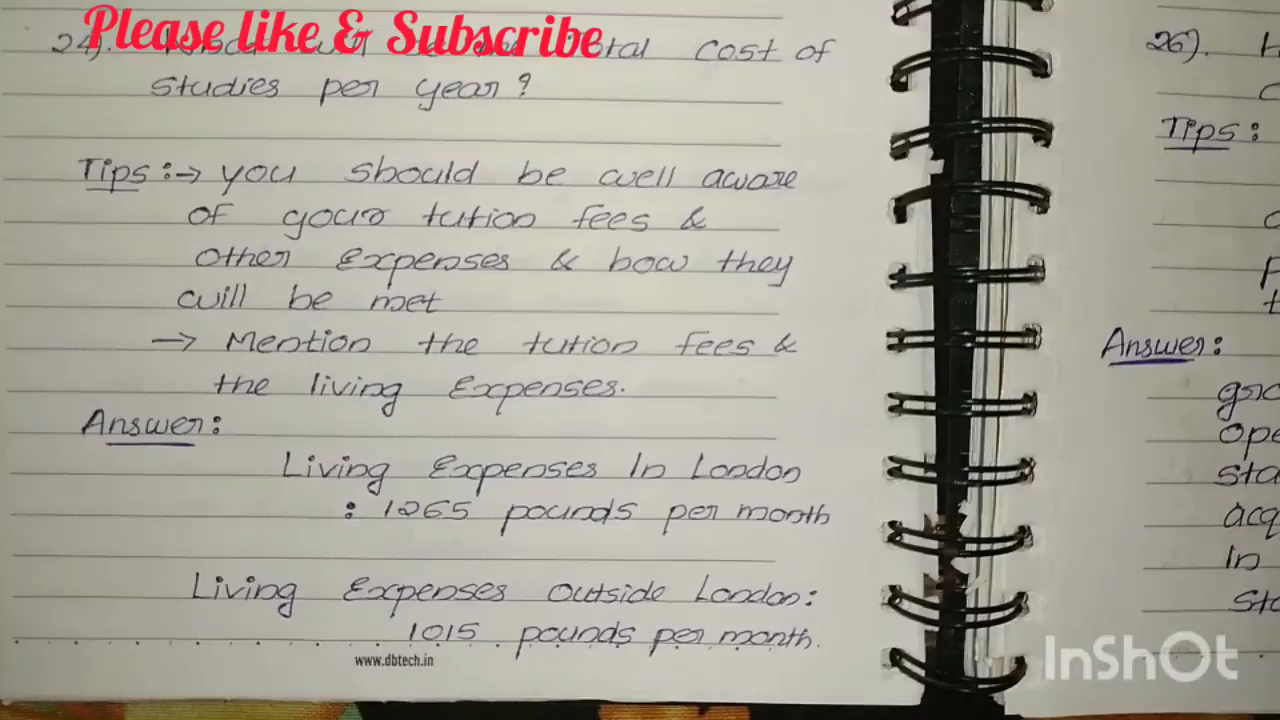 Please like & Subscribe
24). total cost of
studies per year?
Tips :→ you should be well aware
of your tution fees &
other Expenses & how they
will be met
→ Mention the tution fees &
the living Expenses.
Answer:
Living Expenses In London
: 1265 pounds per month
Living Expenses outside London:
1015 pounds per month.
www.dbtech.in
26).
Tips:
Answer:
In
InShOt